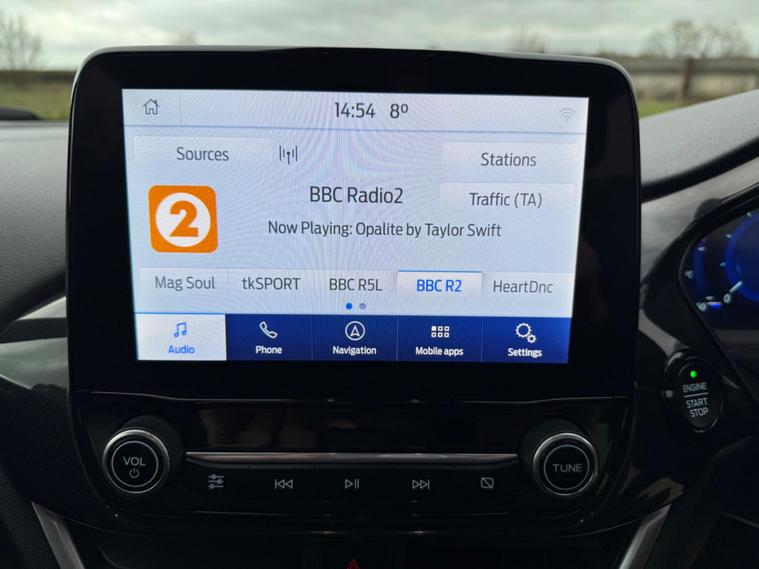 14:54 8º
Sources
Stations
2
BBC Radio2
Traffic (TA)
Now Playing: Opalite by Taylor Swift
Mag Soul tkSPORT BBC R5L BBC R2 HeartDnc
Audio Phone Navigation Mobile apps Settings
ENGINE
START
STOP
VOL
TUNE